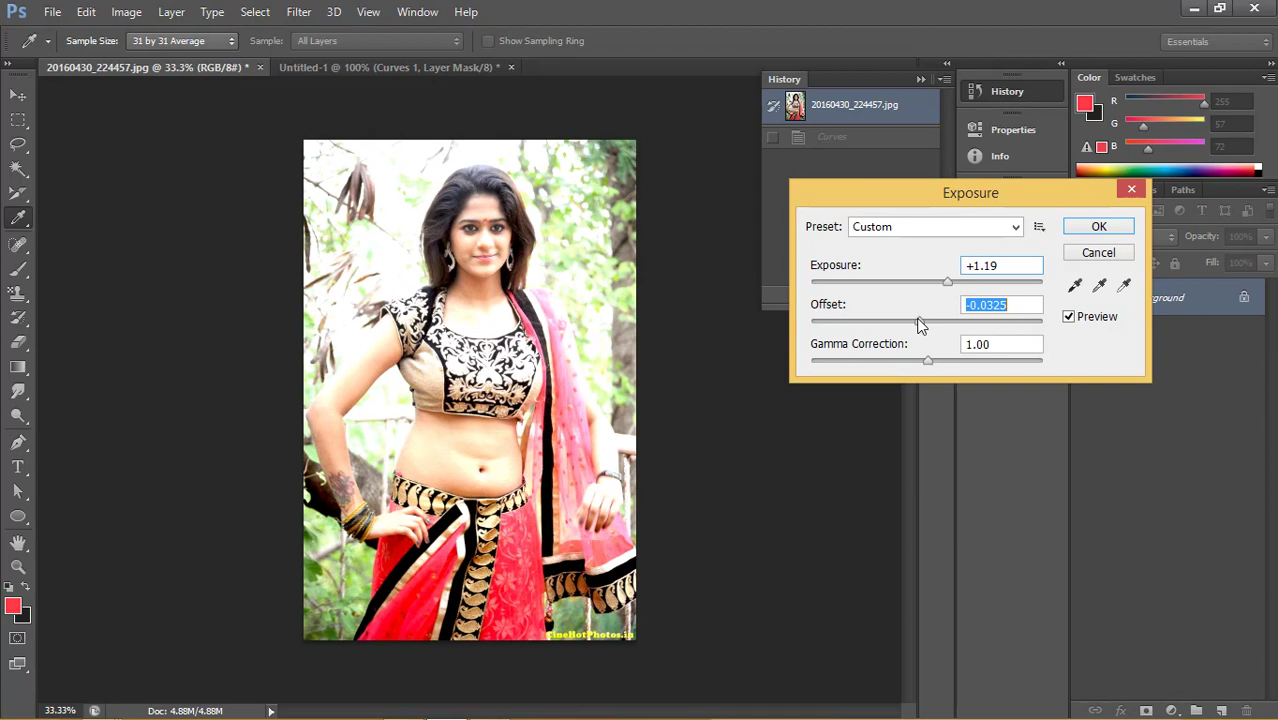 Ps File Edit Image Layer Type Select Filter 3D View Window Help
Sample Size: 31 by 31 Average Sample: All Layers Show Sampling Ring Essentials
20160430_224457.jpg @ 33.3% (RGB/8#) * × Untitled-1 @ 100% (Curves 1, Layer Mask/8) * ×
History
20160430_224457.jpg
Curves
History
Properties
Info
Color Swatches
R 255
G 57
B 72
Paths
Opacity: 100%
Fill: 100%
Exposure
Preset: Custom OK
Cancel
Exposure: +1.19
Offset: -0.0325
Preview
Gamma Correction: 1.00
CineHotPhotos.in
33.33% Doc: 4.88M/4.88M